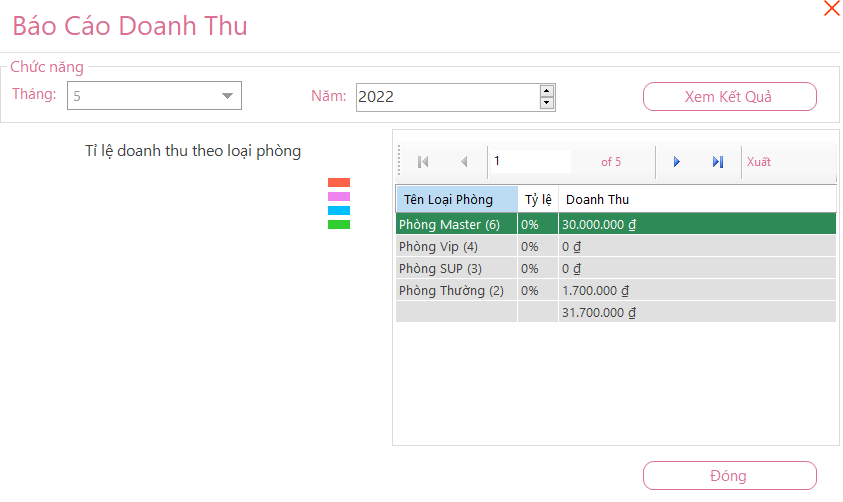 Báo Cáo Doanh Thu
Chức năng
Tháng: 5 Năm: 2022 Xem Kết Quả
Tỉ lệ doanh thu theo loại phòng
1 of 5 Xuất
Tên Loại Phòng Tỷ lệ Doanh Thu
Phòng Master (6) 0% 30.000.000 ₫
Phòng Vip (4) 0% 0 ₫
Phòng SUP (3) 0% 0 ₫
Phòng Thường (2) 0% 1.700.000 ₫
31.700.000 ₫
Đóng